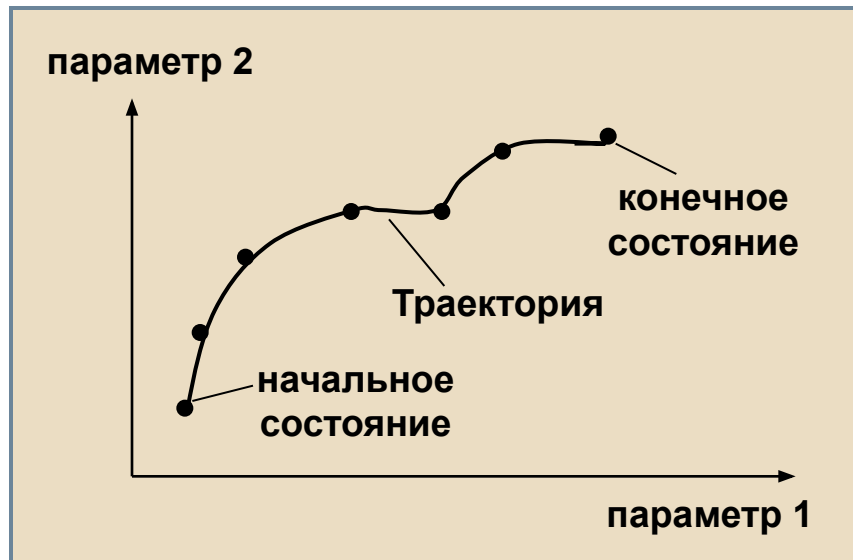 параметр 2
конечное
состояние
Траектория
начальное
состояние
параметр 1